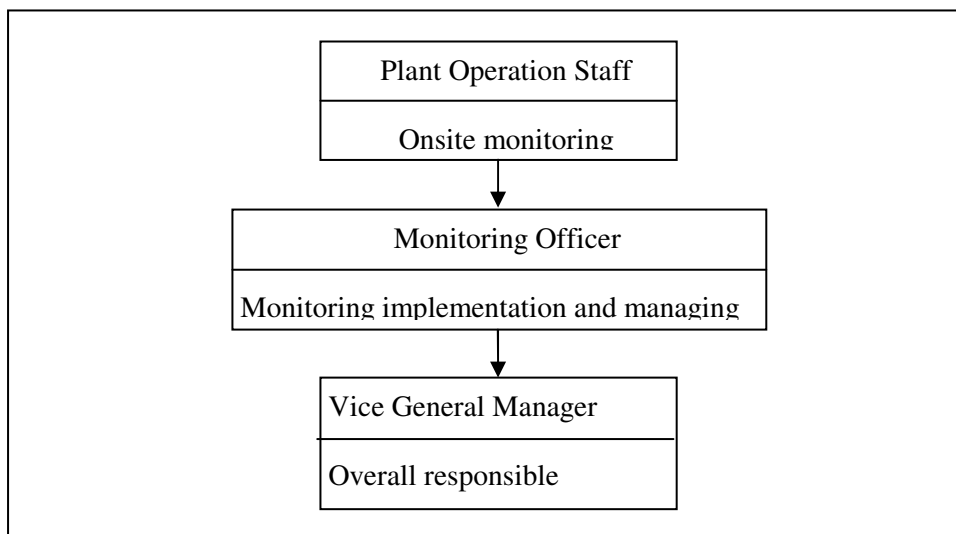 Plant Operation Staff
Onsite monitoring
Monitoring Officer
Monitoring implementation and managing
Vice General Manager
Overall responsible